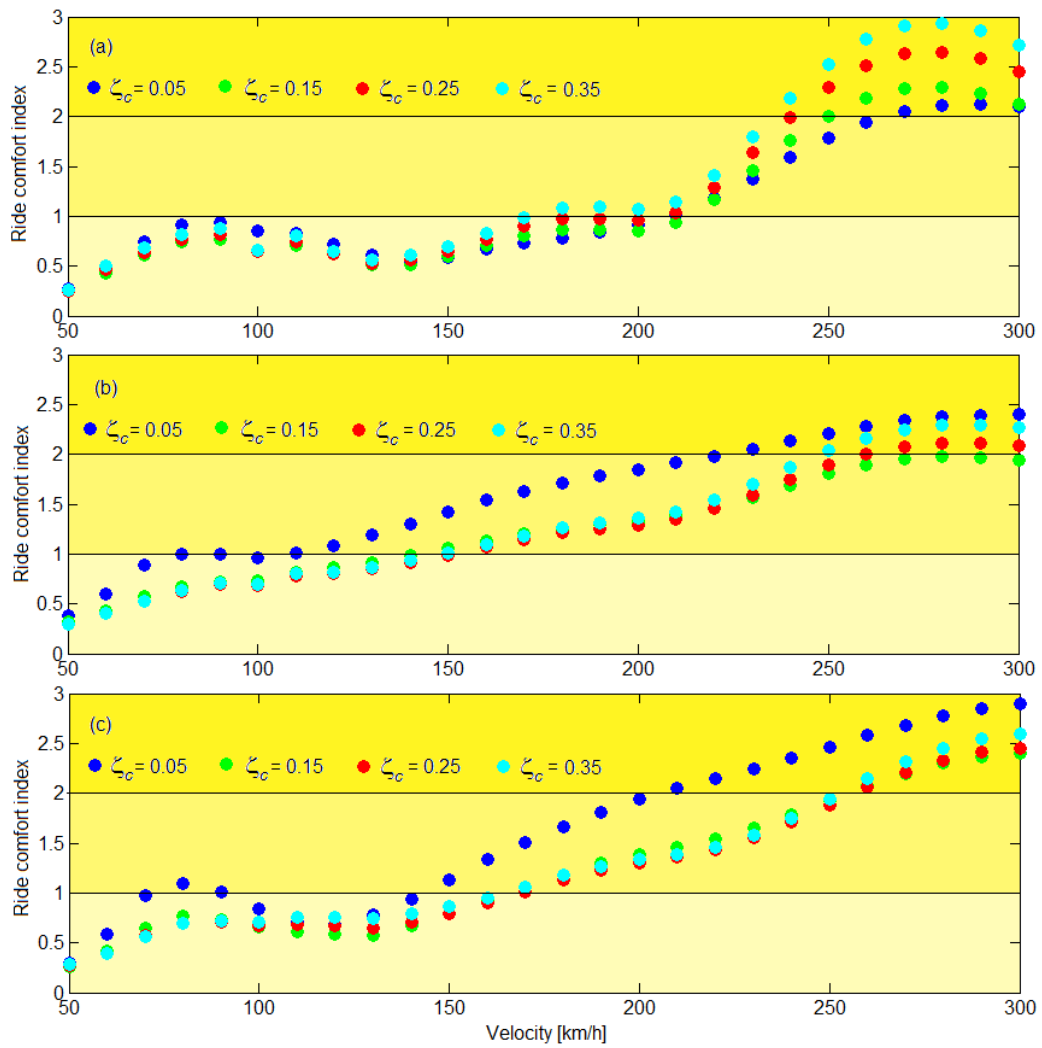 3
(a)
2.5
ζc = 0.05 ζc = 0.15 ζc = 0.25 ζc = 0.35
2
1
0.5
0
Ride comfort index
50 100 150 200 250 300
3
(b)
2.5
ζc = 0.05 ζc = 0.15 ζc = 0.25 ζc = 0.35
2
1.5
1
0.5
0
Ride comfort index
50 100 150 200 250 300
3
(c)
2.5
ζc = 0.05 ζc = 0.15 ζc = 0.25 ζc = 0.35
2
1.5
1
0.5
0
Ride comfort index
50 100 150 200 250 300
Velocity [km/h]